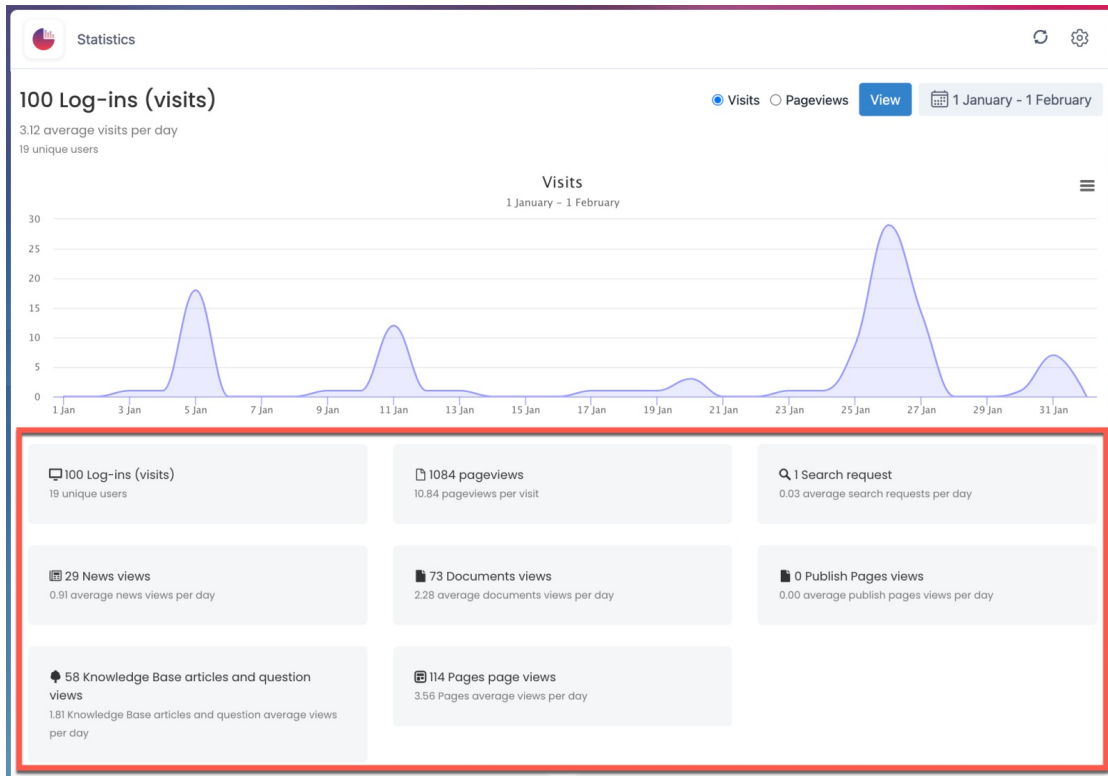 Statistics
100 Log-ins (visits)
Visits
Pageviews
View
1 January - 1 February
3.12 average visits per day
19 unique users
Visits
1 January – 1 February
30
25
20
15
10
5
0
1 Jan
3 Jan
5 Jan
7 Jan
9 Jan
11 Jan
13 Jan
15 Jan
17 Jan
19 Jan
21 Jan
23 Jan
25 Jan
27 Jan
29 Jan
31 Jan
100 Log-ins (visits)
19 unique users
1084 pageviews
10.84 pageviews per visit
1 Search request
0.03 average search requests per day
29 News views
0.91 average news views per day
73 Documents views
2.28 average documents views per day
0 Publish Pages views
0.00 average publish pages views per day
58 Knowledge Base articles and question
views
1.81 Knowledge Base articles and question average views
per day
114 Pages page views
3.56 Pages average views per day